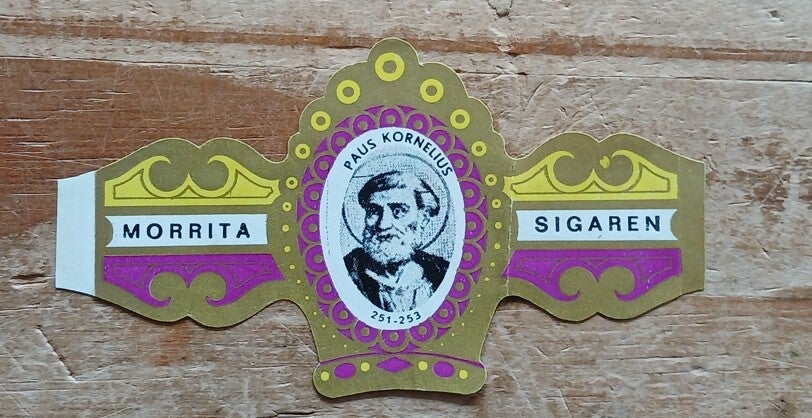 PAUS KORNELIUS
MORRITA
SIGAREN
251-253